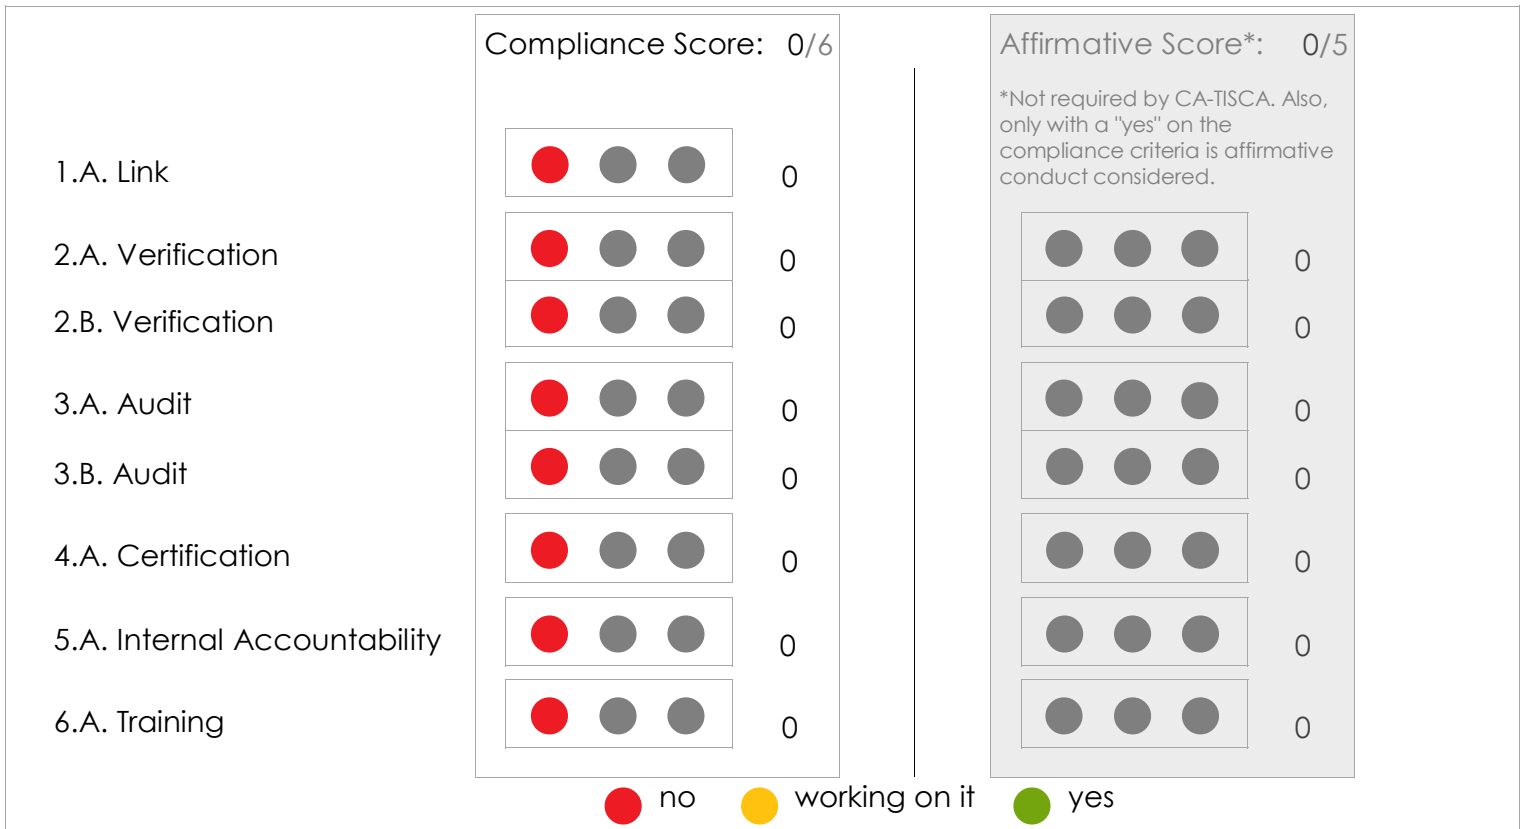 Compliance Score: 0/6
Affirmative Score*: 0/5
*Not required by CA-TISCA. Also,
only with a "yes" on the
compliance criteria is affirmative
conduct considered.
1.A. Link 0
2.A. Verification 0 0
2.B. Verification 0 0
3.A. Audit 0 0
3.B. Audit 0 0
4.A. Certification 0 0
5.A. Internal Accountability 0 0
6.A. Training 0 0
no working on it yes